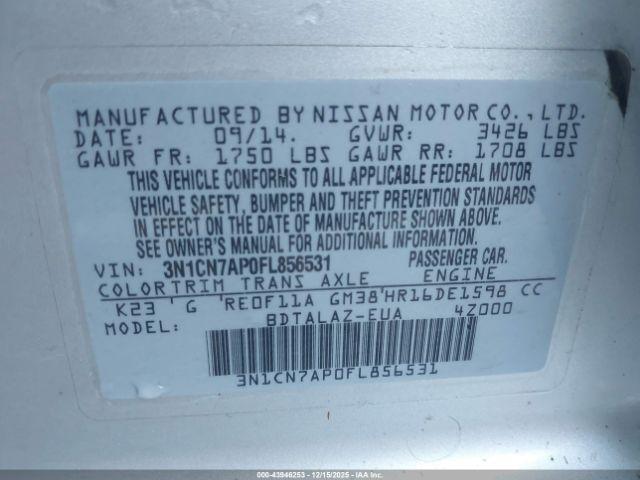 MANUFACTURED BY NISSAN MOTOR CO., LTD.
DATE: 09/14. GVWR: 3426 LBS
GAWR FR: 1750 LBS GAWR RR: 1708 LBS
THIS VEHICLE CONFORMS TO ALL APPLICABLE FEDERAL MOTOR
VEHICLE SAFETY, BUMPER AND THEFT PREVENTION STANDARDS
IN EFFECT ON THE DATE OF MANUFACTURE SHOWN ABOVE.
SEE OWNER'S MANUAL FOR ADDITIONAL INFORMATION.
VIN: 3N1CN7AP0FL856531 PASSENGER CAR.
COLOR TRIM TRANS AXLE ENGINE
K23 ' G 'RE0F11A GM38'HR16DE1598 CC
MODEL: BDTALAZ-EUA 4Z000
3N1CN7AP0FL856531
000-43946253 - 12/15/2025 - IAA, Inc.